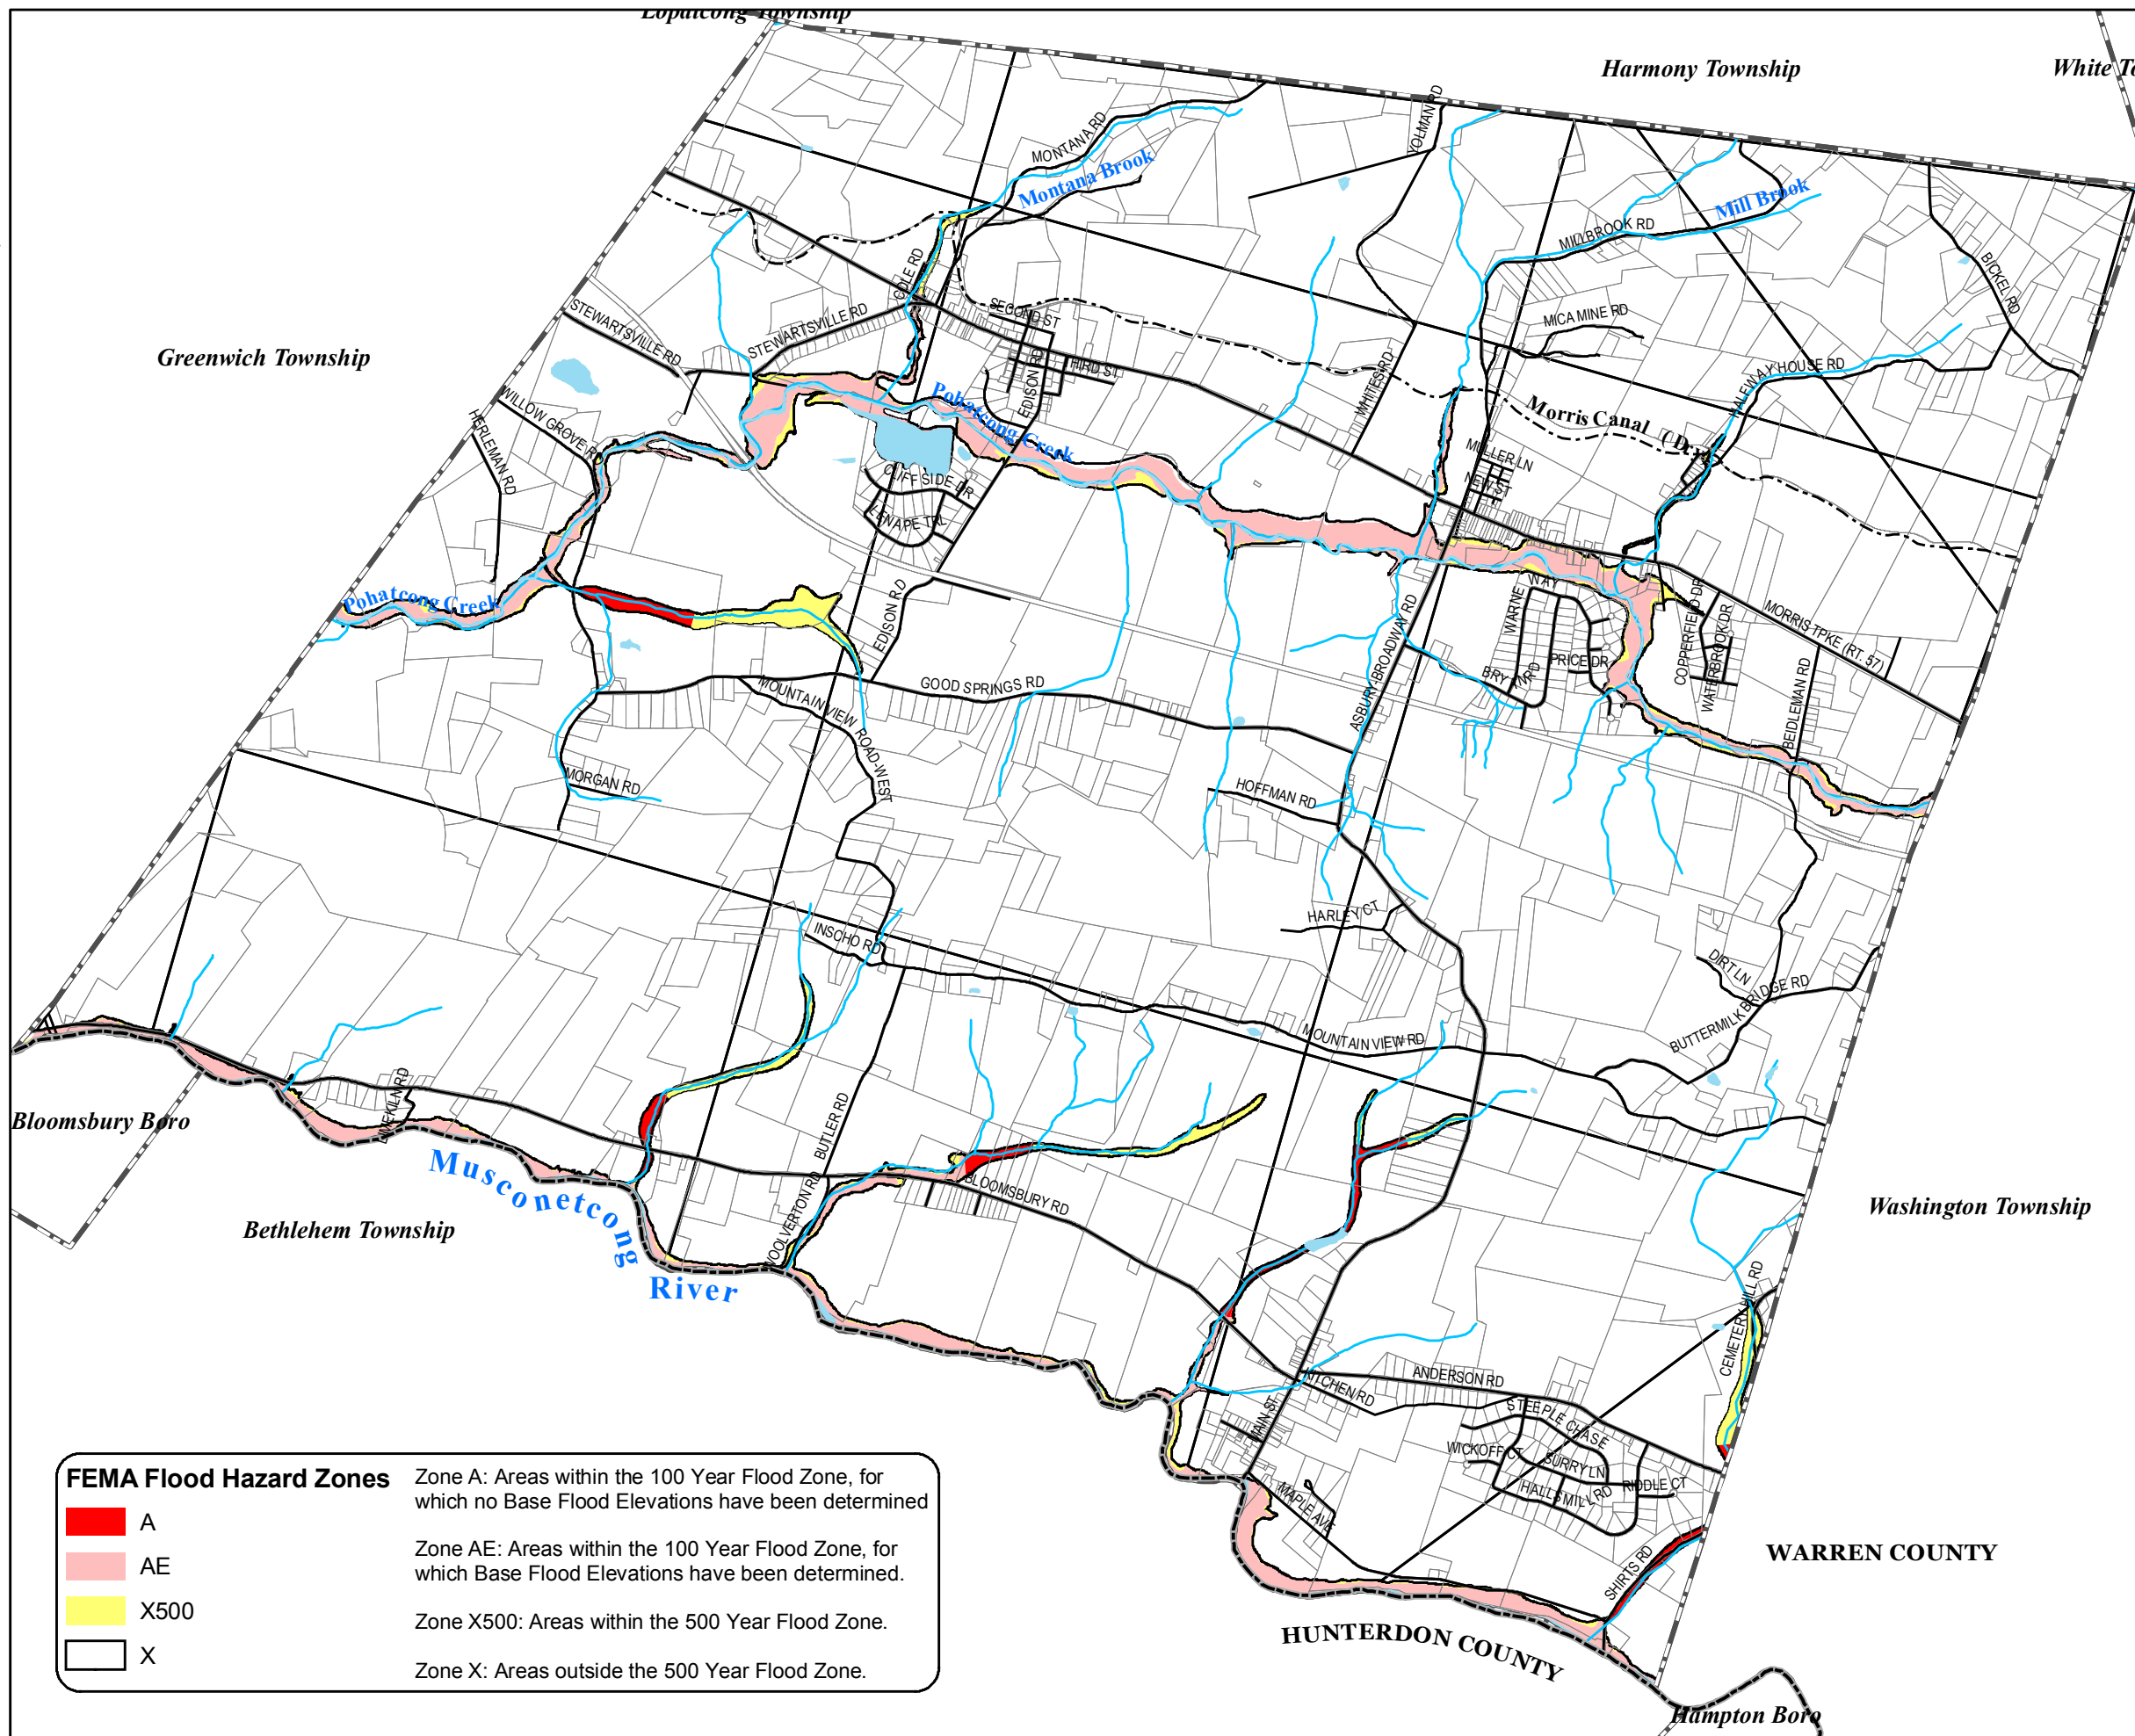 Lopatcong Township
Harmony Township
White To
YOLMAN RD
MONTANA RD
Montana Brook
Mill Brook
MILLBROOK RD
BICKEL RD
COLE RD
SECOND ST
MICA MINE RD
STEWARTSVILLE RD
STEWARTSVILLE RD
Greenwich Township
EDISON RD
HIRD ST
HALFWAY HOUSE RD
WHITES RD
WILLOW GROVE RD
HERLEMAN RD
Pohatcong Creek
Morris Canal (D
MILLER LN
NEW ST
CLIFF SIDE DR
LENAPE TRL
Pohatcong Creek
EDISON RD
WARNE WAY
ASBURY-BROADWAY RD
COPPERFIELD DR
WATERBROOK DR
MORRIS TPKE (RT. 57)
PRICE DR
BEIDLEMAN RD
GOOD SPRINGS RD
MOUNTAIN VIEW ROAD-WEST
MORGAN RD
HOFFMAN RD
HARLEY CT
INSCHO RD
DIRT LN
BUTTERMILK BRIDGE RD
MOUNTAIN VIEW RD
LIMEKILN RD
Bloomsbury Boro
BUTLER RD
Musconetcong
River
WOOLVERTON RD
BLOOMSBURY RD
Bethlehem Township
Washington Township
CEMETERY HILL RD
ANDERSON RD
KITCHEN RD
MAIN ST
STEEPLE CHASE
WICKOFF CT
SURRY LN
HALLS MILL RD
RIDDLE CT
MAPLE AVE
SHIRTS RD
WARREN COUNTY
HUNTERDON COUNTY
Hampton Boro
FEMA Flood Hazard Zones
A
AE
X500
X
Zone A: Areas within the 100 Year Flood Zone, for
which no Base Flood Elevations have been determined
Zone AE: Areas within the 100 Year Flood Zone, for
which Base Flood Elevations have been determined.
Zone X500: Areas within the 500 Year Flood Zone.
Zone X: Areas outside the 500 Year Flood Zone.